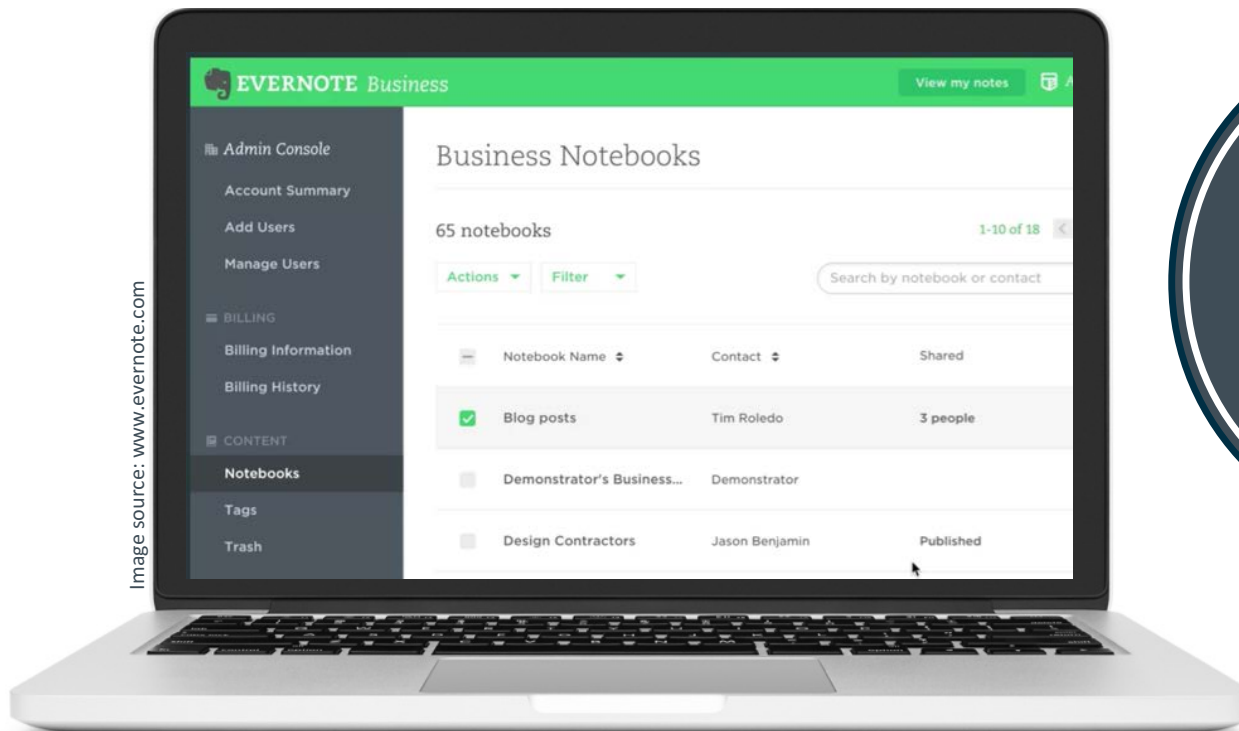 EVERNOTE Business
View my notes
Admin Console
Account Summary
Add Users
Manage Users
BILLING
Billing Information
Billing History
CONTENT
Notebooks
Tags
Trash
Business Notebooks
65 notebooks
1-10 of 18
Actions
Filter
Search by notebook or contact
Notebook Name Contact Shared
Blog posts Tim Roledo 3 people
Demonstrator's Business... Demonstrator
Design Contractors Jason Benjamin Published
Image source: www.evernote.com